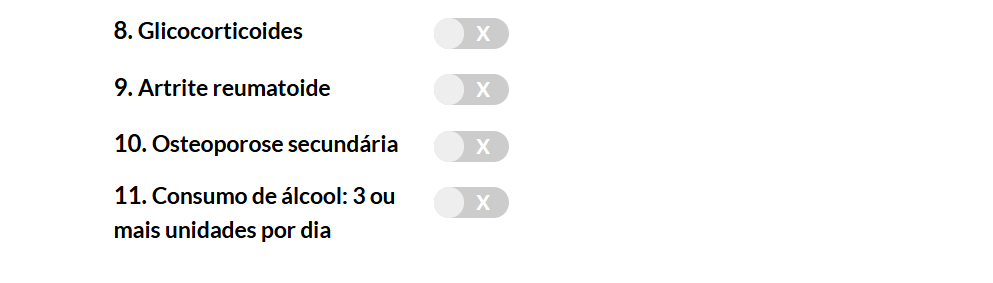 8. Glicocorticoides X
9. Artrite reumatoide X
10. Osteoporose secundária X
11. Consumo de álcool: 3 ou X
mais unidades por dia